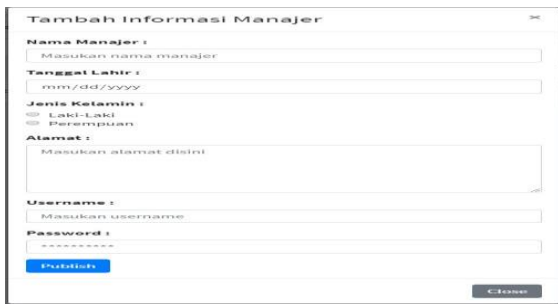 Tambah Informasi Manajer ×
Nama Manajer :
Masukan nama manajer
Tanggal Lahir :
mm/dd/yyyy
Jenis Kelamin :
Laki-Laki
Perempuan
Alamat :
Masukan alamat disini
Username :
Masukan username
Password :
**********
Publish
Close